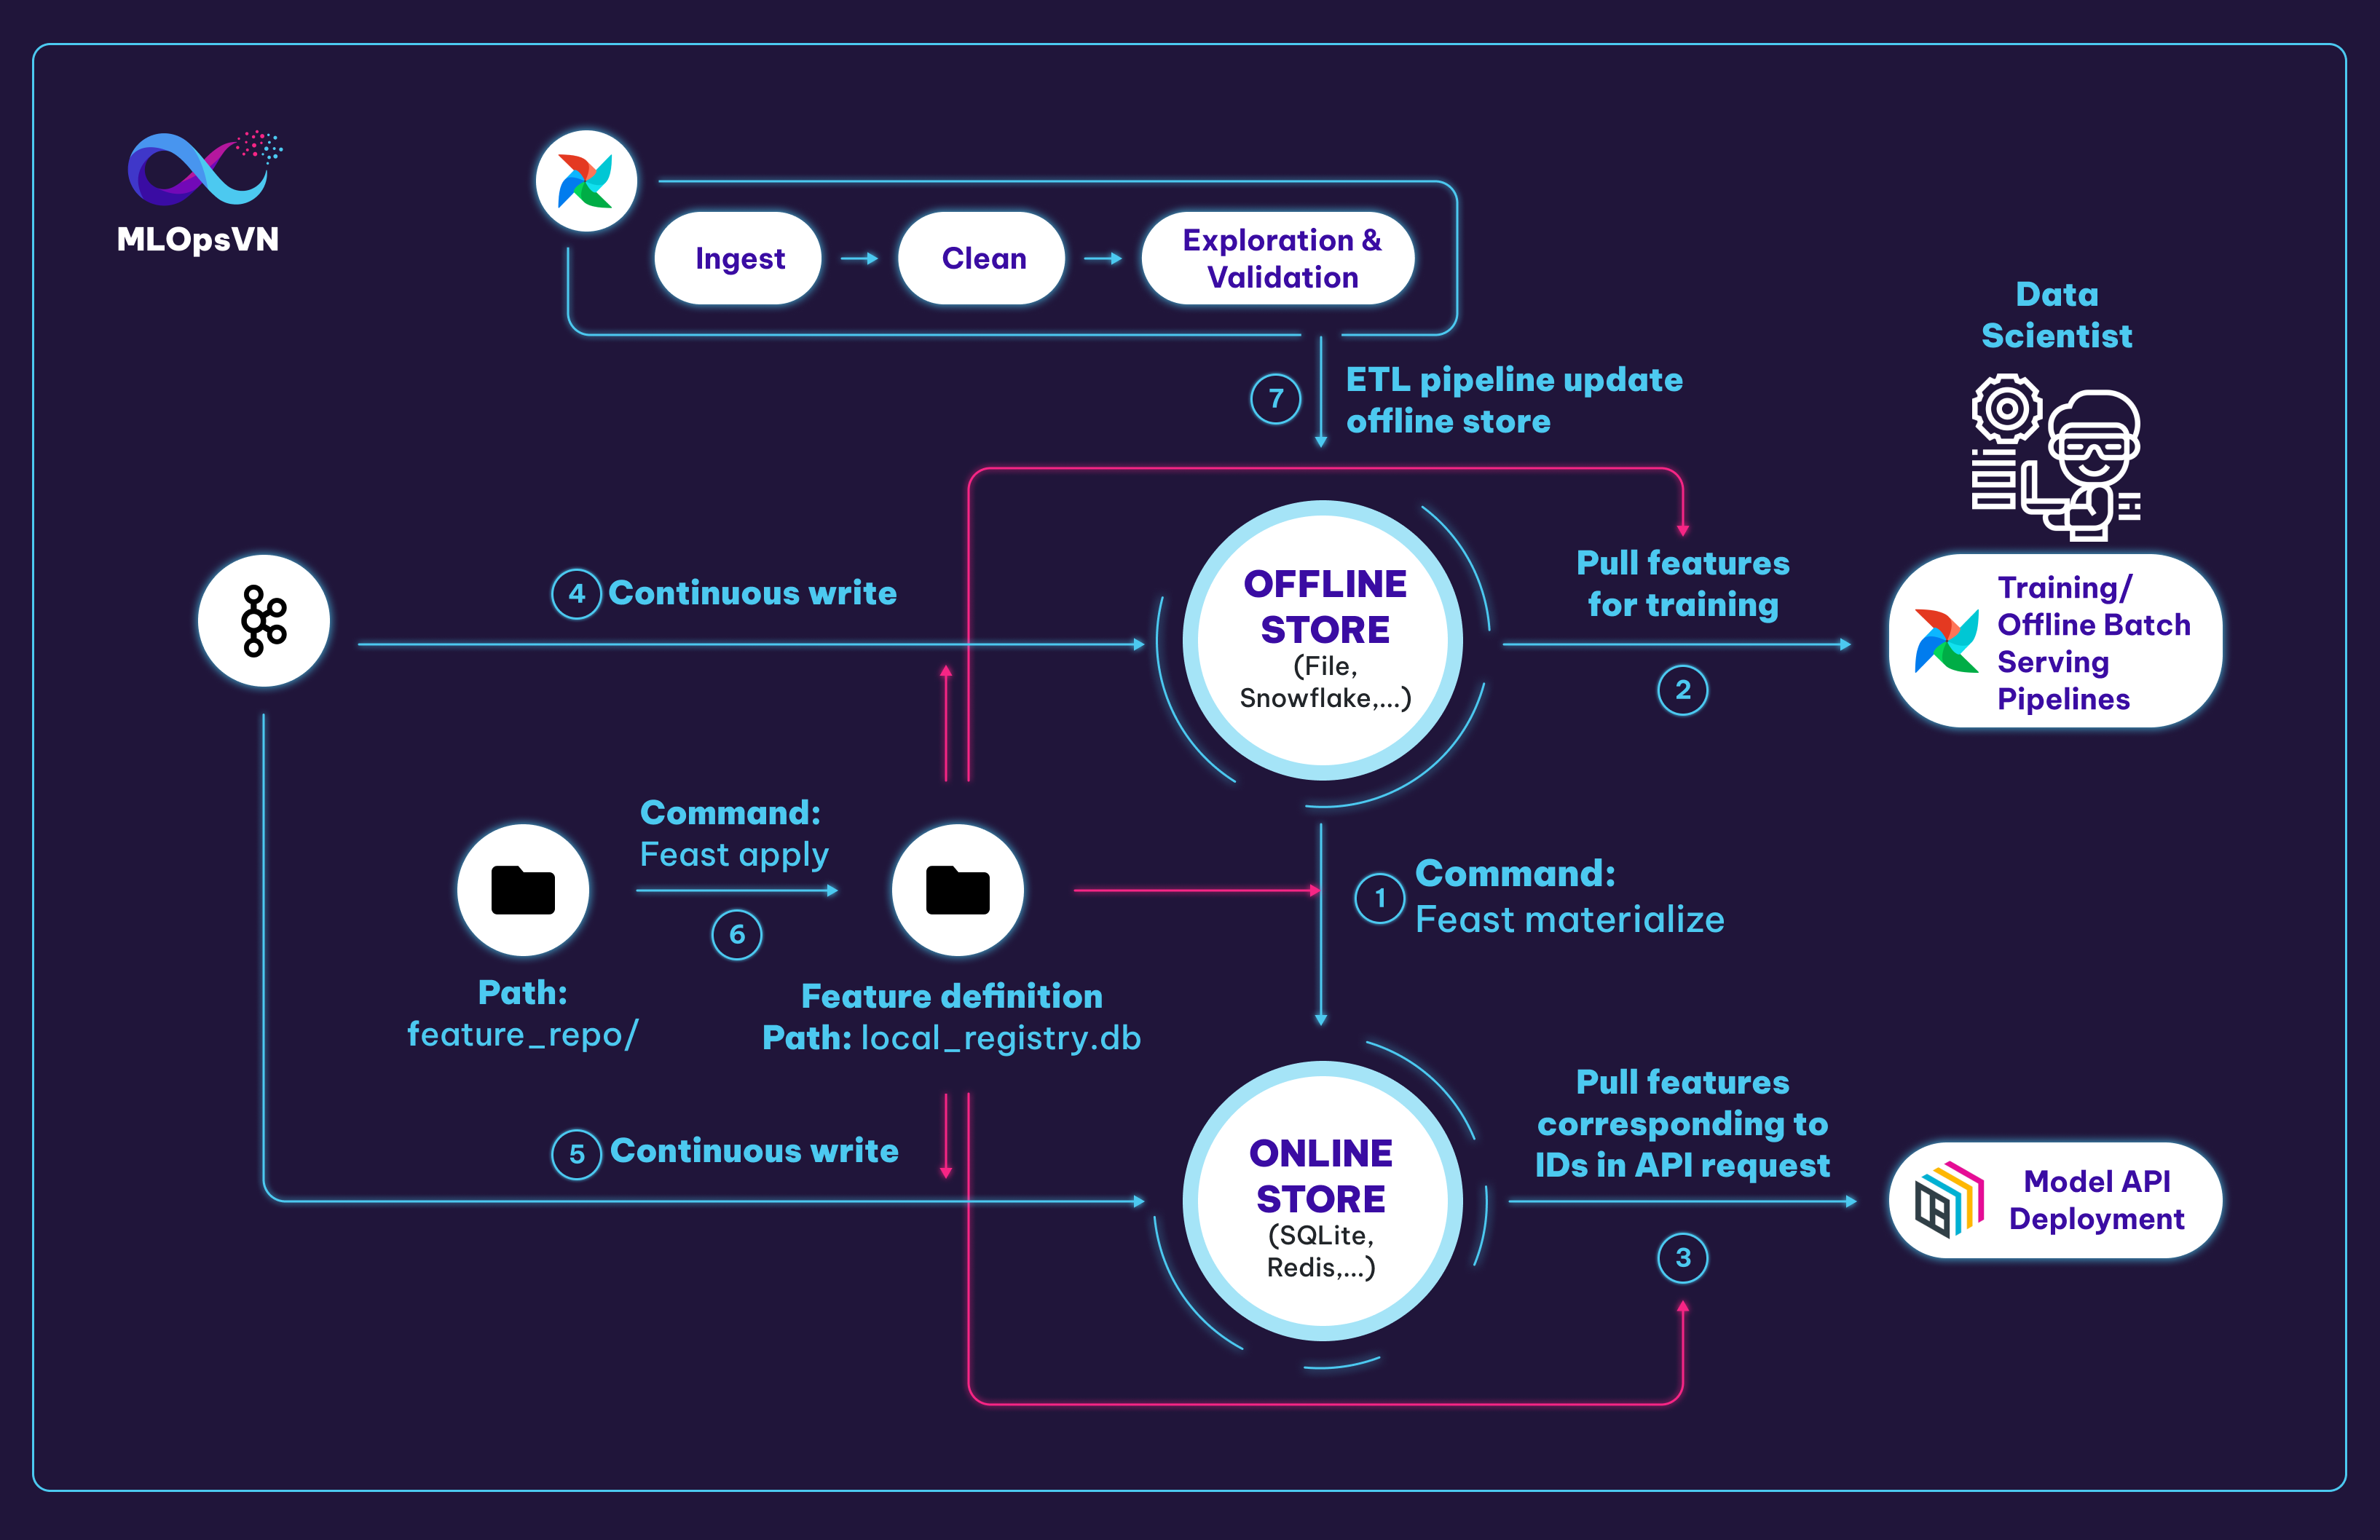 MLOpsVN
Ingest
Clean
Exploration &
Validation
7
ETL pipeline update
offline store
Data
Scientist
4
Continuous write
OFFLINE
STORE
(File,
Snowflake,...)
Pull features
for training
2
Training/
Offline Batch
Serving
Pipelines
Command:
Feast apply
6
Path:
feature_repo/
Feature definition
Path: local_registry.db
1
Command:
Feast materialize
5
Continuous write
ONLINE
STORE
(SQLite,
Redis,...)
Pull features
corresponding to
IDs in API request
3
Model API
Deployment